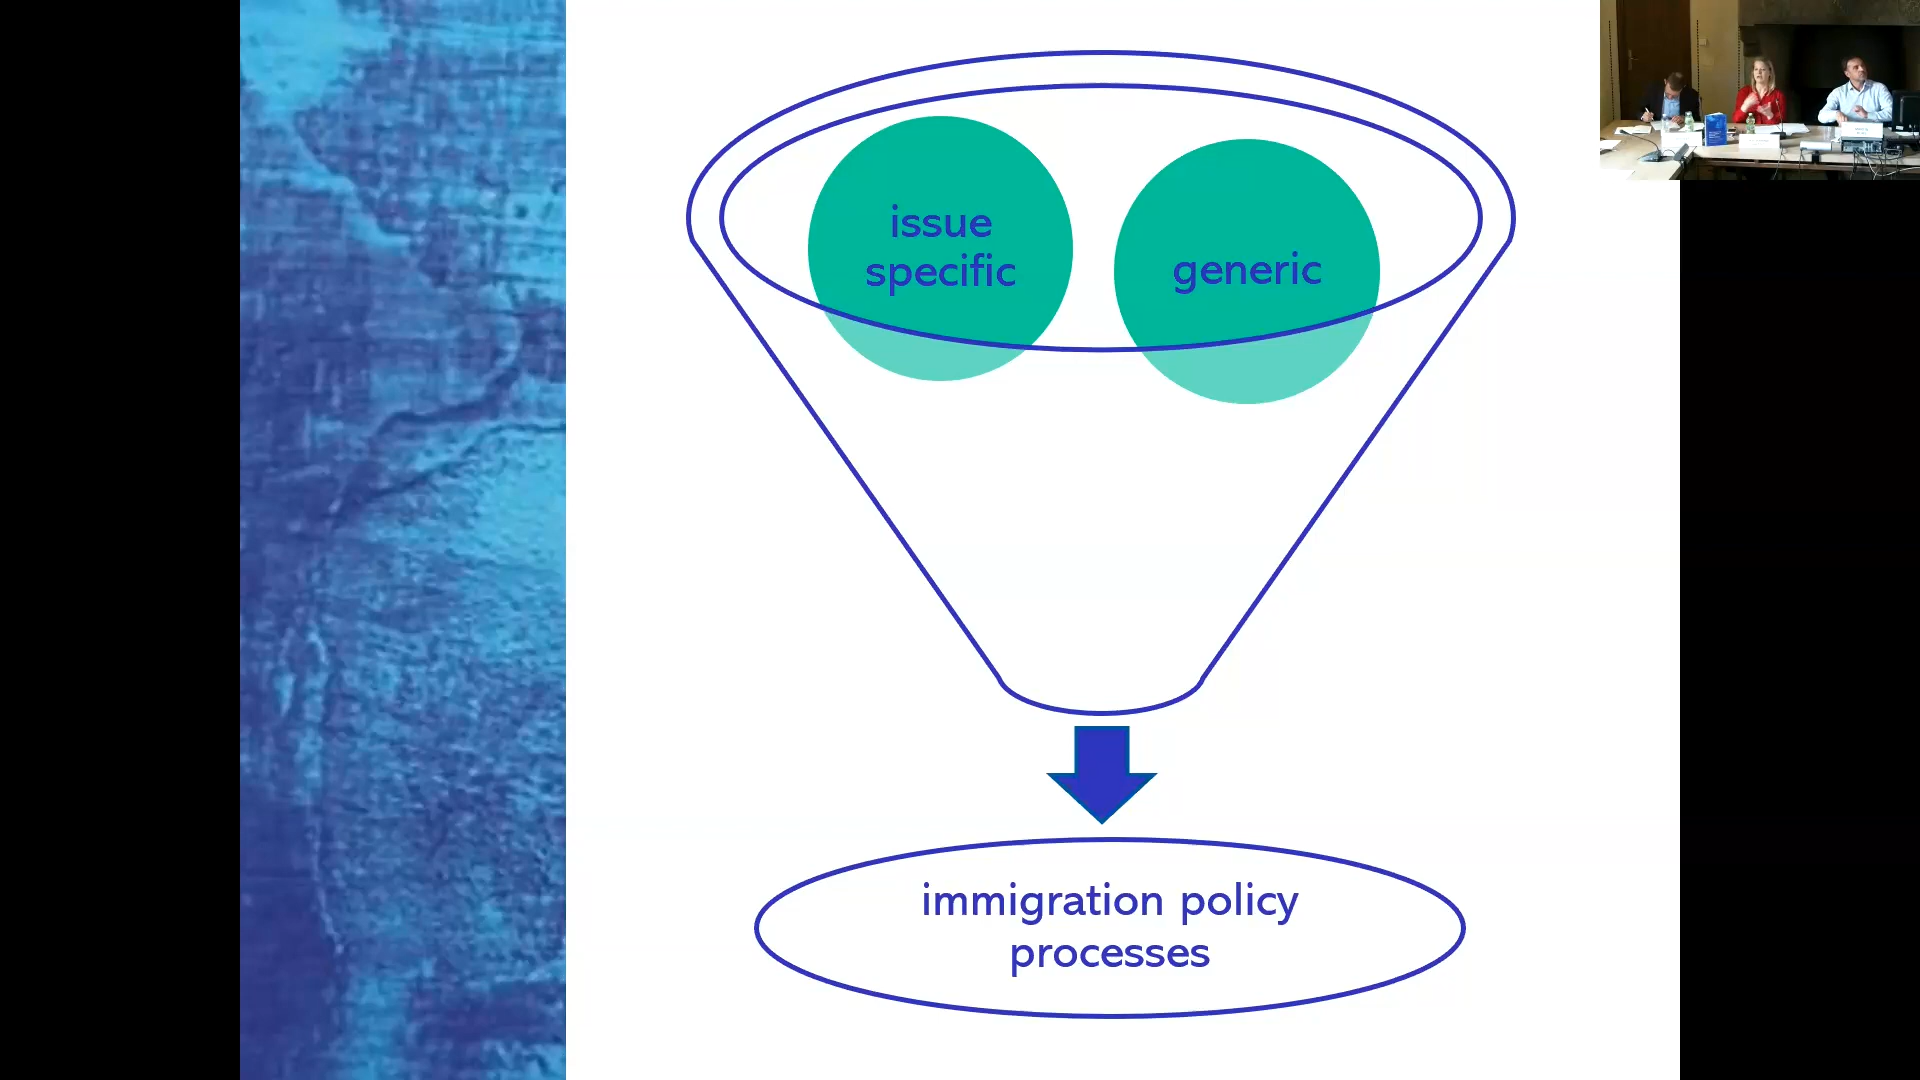 issue
specific
generic
immigration policy
processes